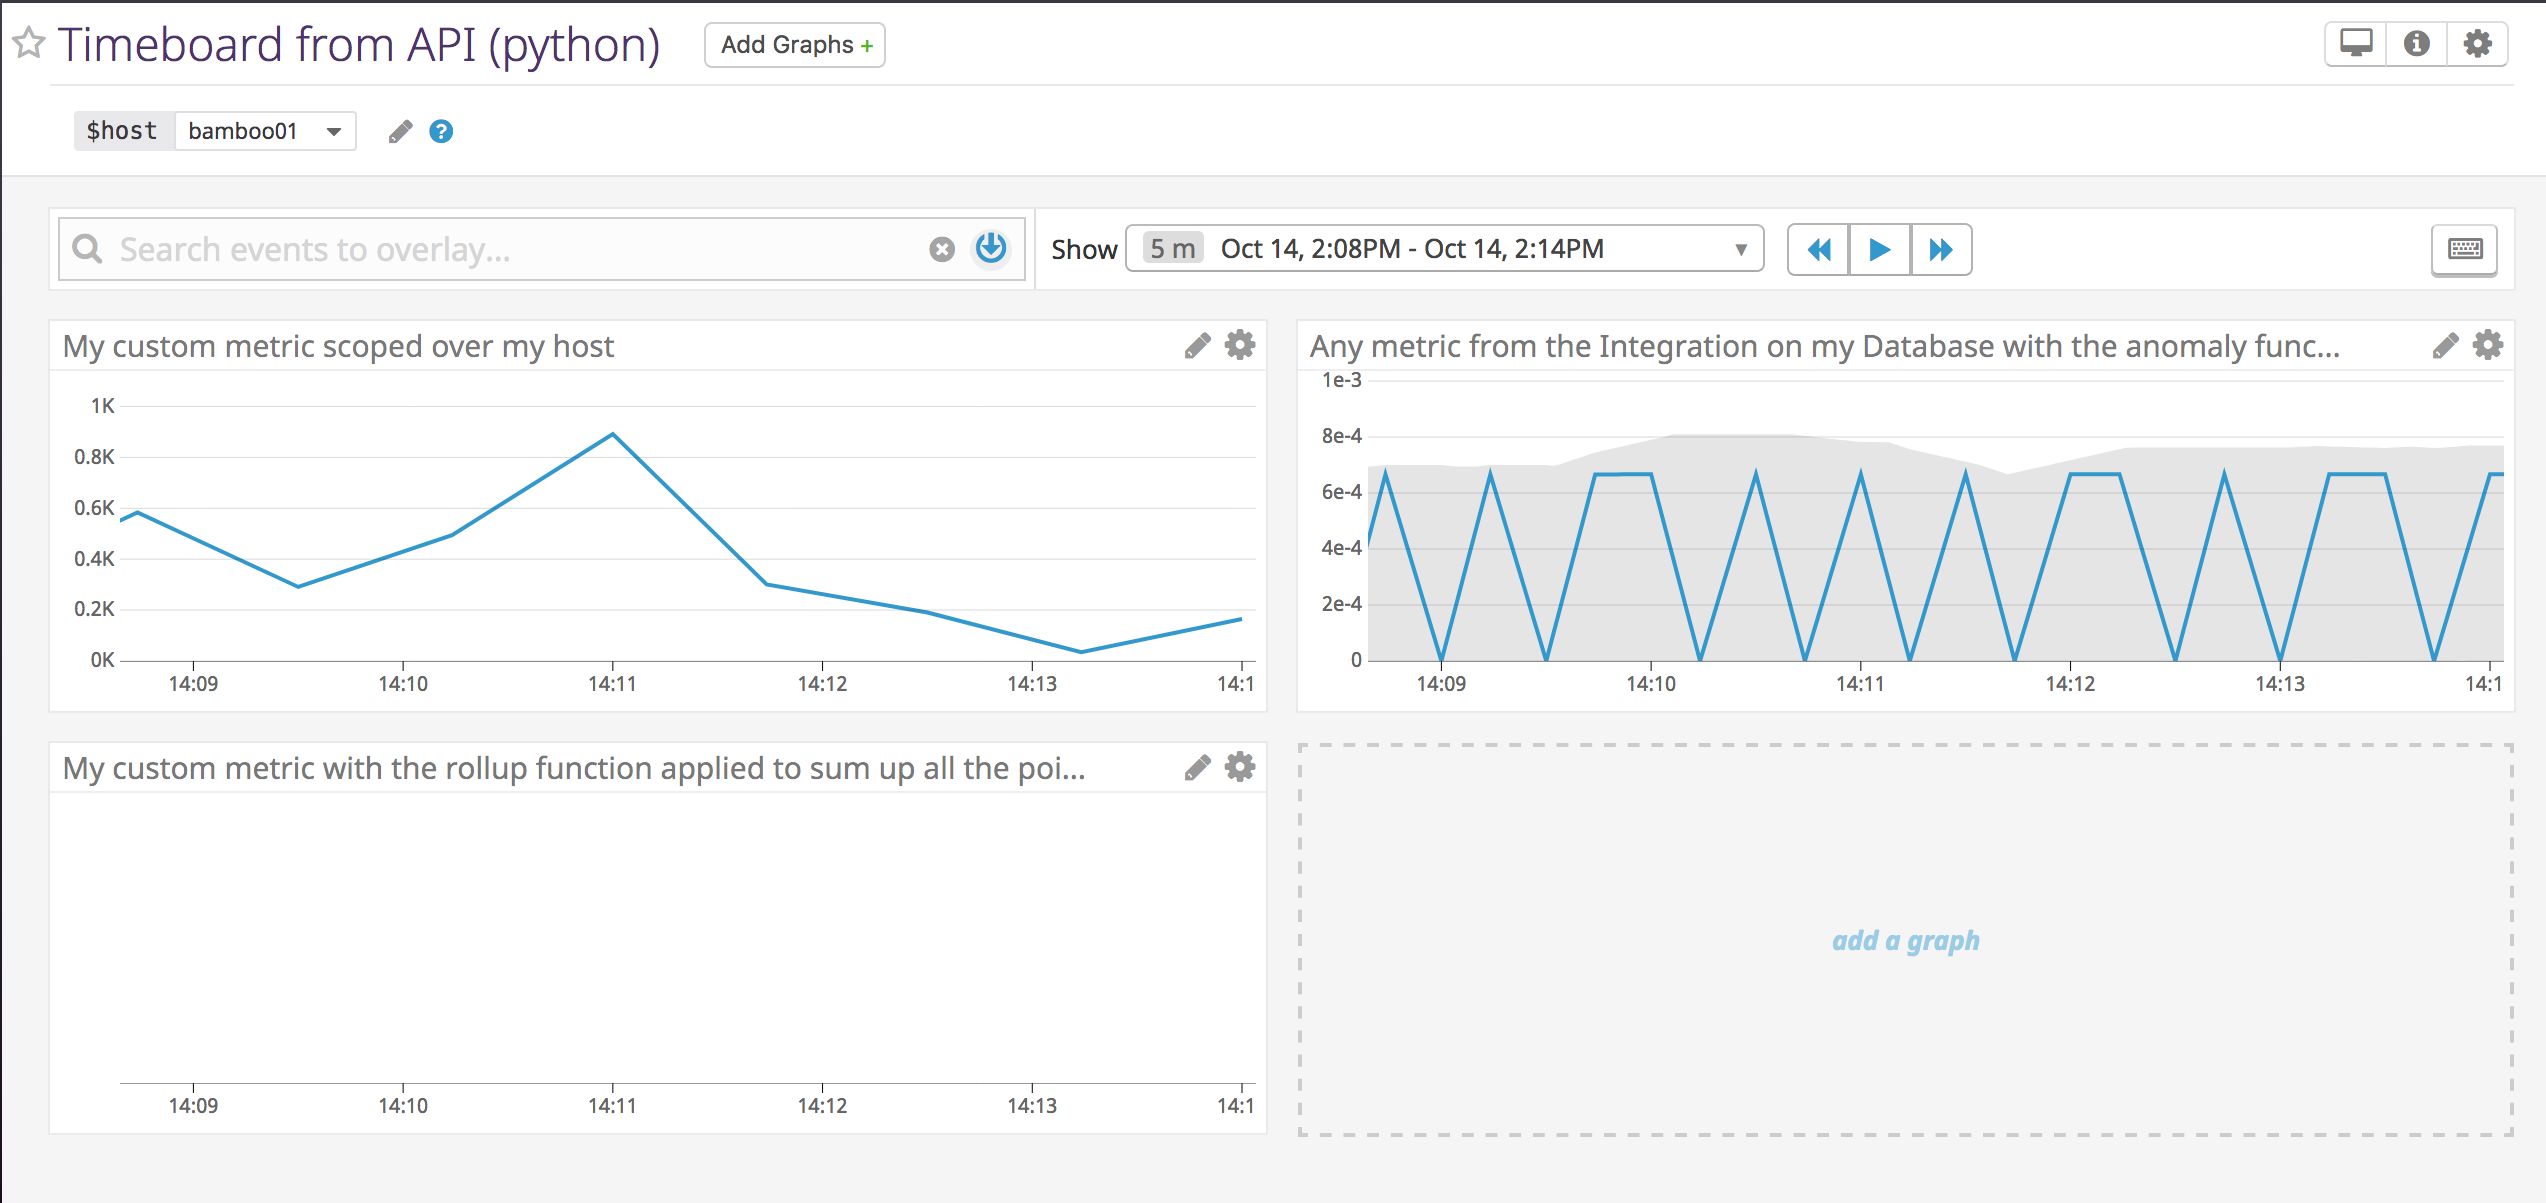 Timeboard from API (python)
Add Graphs +
$host bamboo01
?
Search events to overlay...
Show 5 m Oct 14, 2:08PM - Oct 14, 2:14PM
My custom metric scoped over my host
1K
0.8K
0.6K
0.4K
0.2K
0K
14:09 14:10 14:11 14:12 14:13 14:1
Any metric from the Integration on my Database with the anomaly func...
1e-3
8e-4
6e-4
4e-4
2e-4
0
14:09 14:10 14:11 14:12 14:13 14:1
My custom metric with the rollup function applied to sum up all the poi...
14:09 14:10 14:11 14:12 14:13 14:1
add a graph